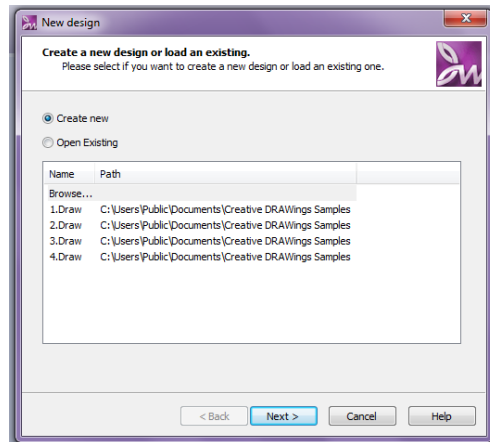 New design
Create a new design or load an existing.
Please select if you want to create a new design or load an existing one.
Create new
Open Existing
Name Path
Browse...
1.Draw C:\Users\Public\Documents\Creative DRAWings Samples
2.Draw C:\Users\Public\Documents\Creative DRAWings Samples
3.Draw C:\Users\Public\Documents\Creative DRAWings Samples
4.Draw C:\Users\Public\Documents\Creative DRAWings Samples
< Back Next > Cancel Help